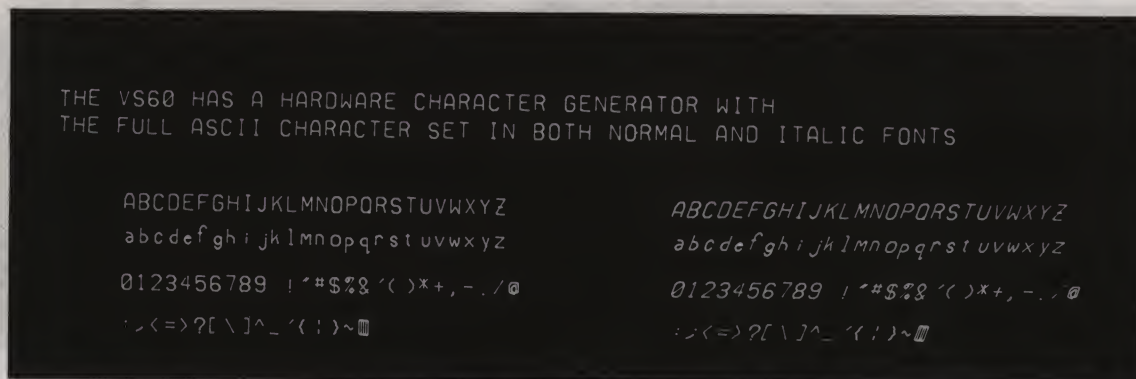 THE VS60 HAS A HARDWARE CHARACTER GENERATOR WITH
THE FULL ASCII CHARACTER SET IN BOTH NORMAL AND ITALIC FONTS
ABCDEFGHIJKLMNOPQRSTUVWXYZ
abcdefghijklmnopqrstuvwxyz
0123456789 !"#$%&'()*+,-./@
:;<=>?[\]^_`{¦}~
ABCDEFGHIJKLMNOPQRSTUVWXYZ
abcdefghijklmnopqrstuvwxyz
0123456789 !"#$%&'()*+,-./@
:;<=>?[\]^_`{¦}~